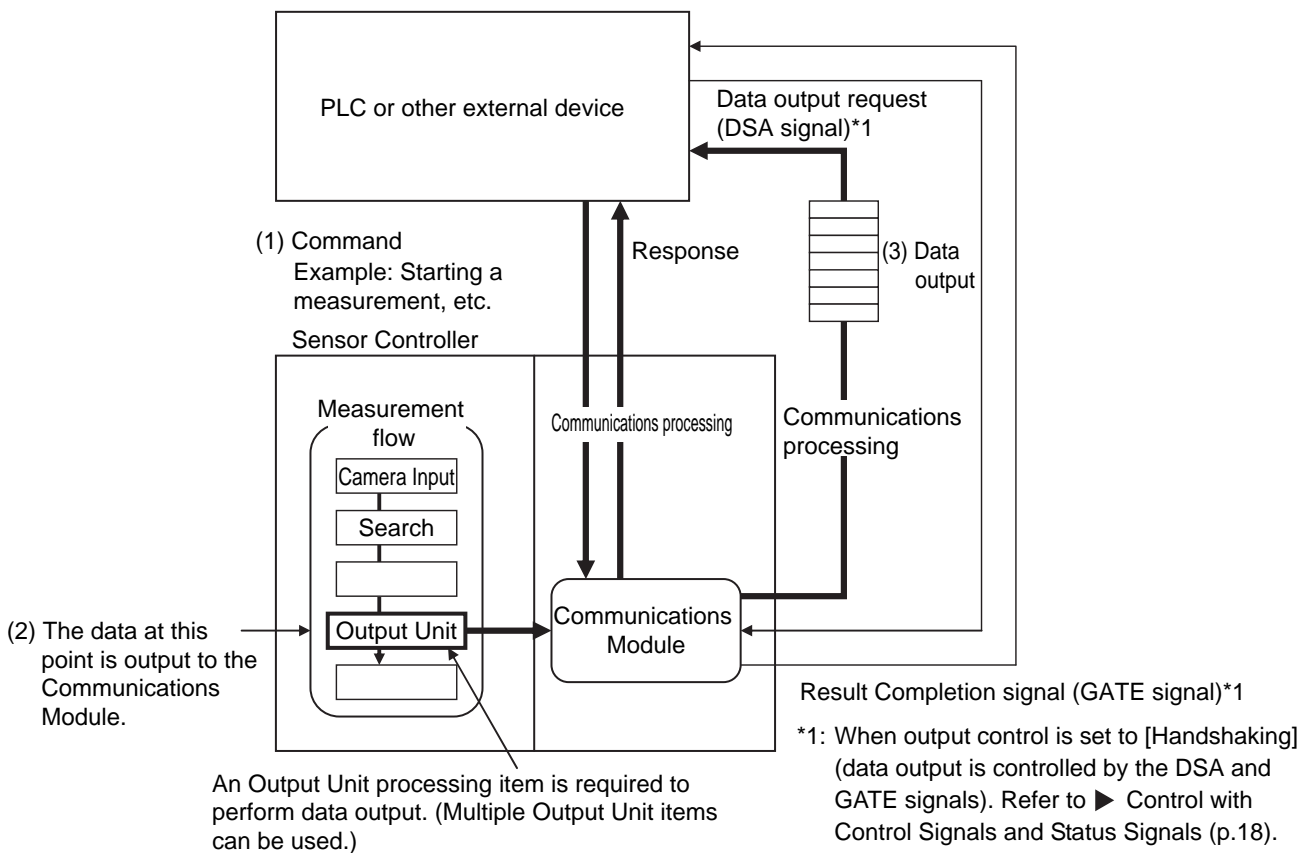 PLC or other external device
Data output request
(DSA signal)*1
(1) Command
Example: Starting a
measurement, etc.
Response
(3) Data
output
Sensor Controller
Measurement
flow
Camera Input
Search
Output Unit
Communications processing
Communications
processing
Communications
Module
(2) The data at this
point is output to the
Communications
Module.
Result Completion signal (GATE signal)*1
*1: When output control is set to [Handshaking]
(data output is controlled by the DSA and
GATE signals). Refer to ▶ Control with
Control Signals and Status Signals (p.18).
An Output Unit processing item is required to
perform data output. (Multiple Output Unit items
can be used.)